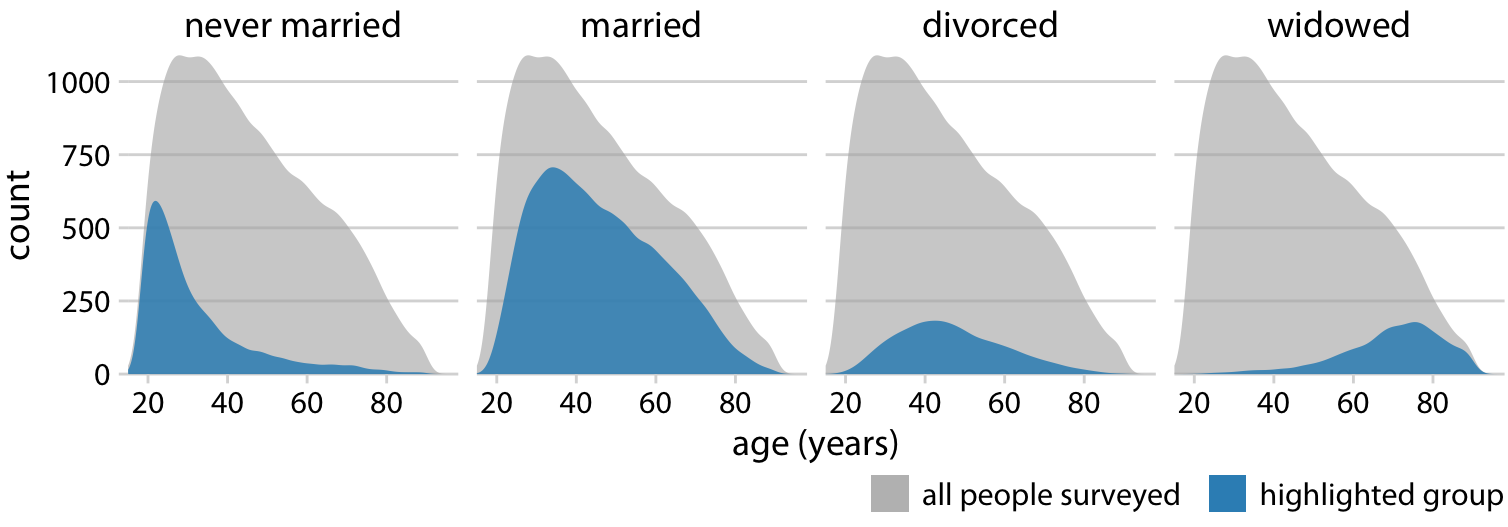 never married married divorced widowed
count
1000
750
500
250
0
20 40 60 80 20 40 60 80 20 40 60 80 20 40 60 80
age (years)
all people surveyed highlighted group